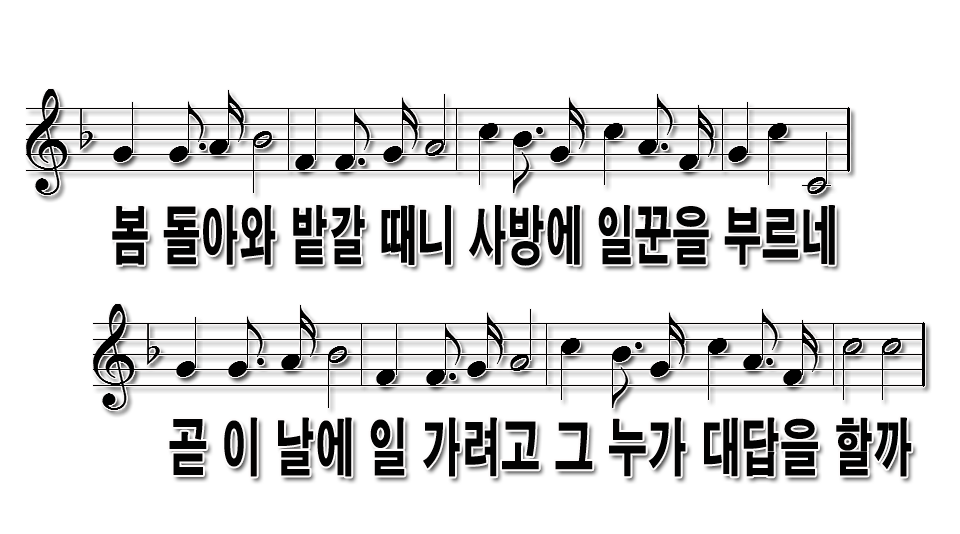 봄 돌아와 밭갈 때니 사방에 일꾼을 부르네
곧 이 날에 일 가려고 그 누가 대답을 할까